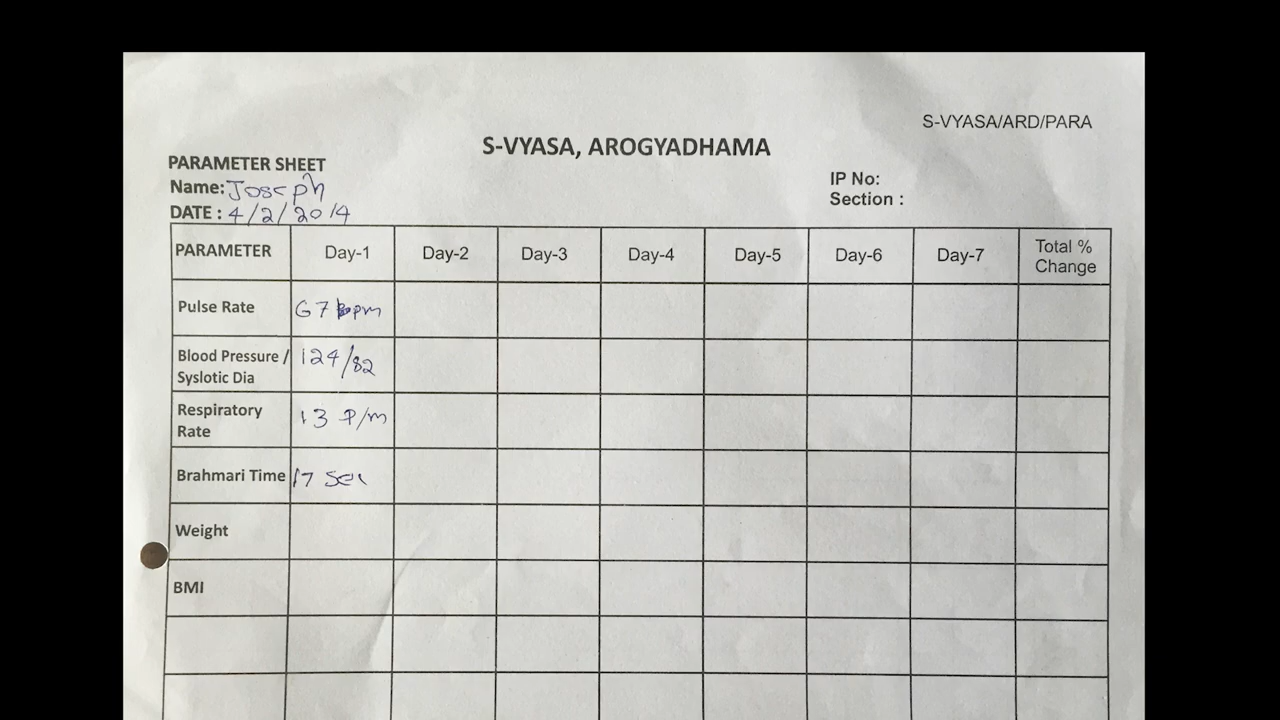 S-VYASA/ARD/PARA
S-VYASA, AROGYADHAMA
PARAMETER SHEET
Name: Joseph
IP No:
DATE : 4/2/2014
Section :
PARAMETER Day-1 Day-2 Day-3 Day-4 Day-5 Day-6 Day-7 Total % Change
Pulse Rate 67 bpm
Blood Pressure / 124/82
Syslotic Dia
Respiratory 13 P/m
Rate
Brahmari Time 17 Sec
Weight
BMI